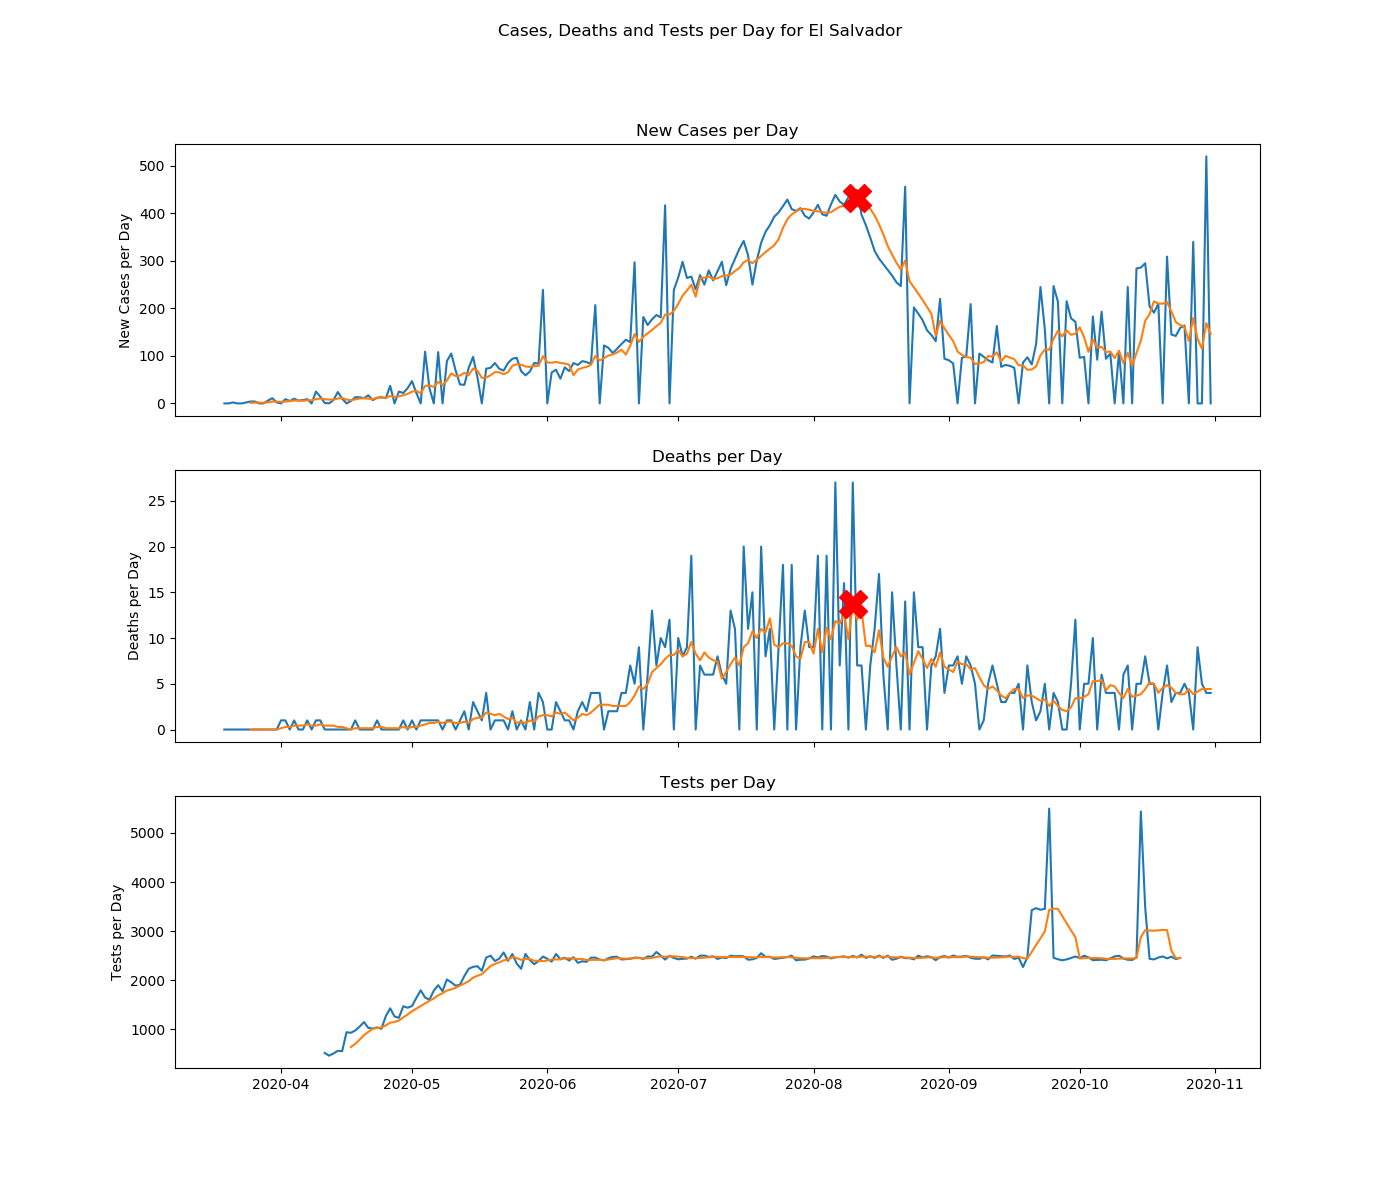 Cases, Deaths and Tests per Day for El Salvador
New Cases per Day
New Cases per Day
500
400
300
200
100
0
Deaths per Day
Deaths per Day
25
20
15
10
5
0
Tests per Day
Tests per Day
5000
4000
3000
2000
1000
2020-04 2020-05 2020-06 2020-07 2020-08 2020-09 2020-10 2020-11